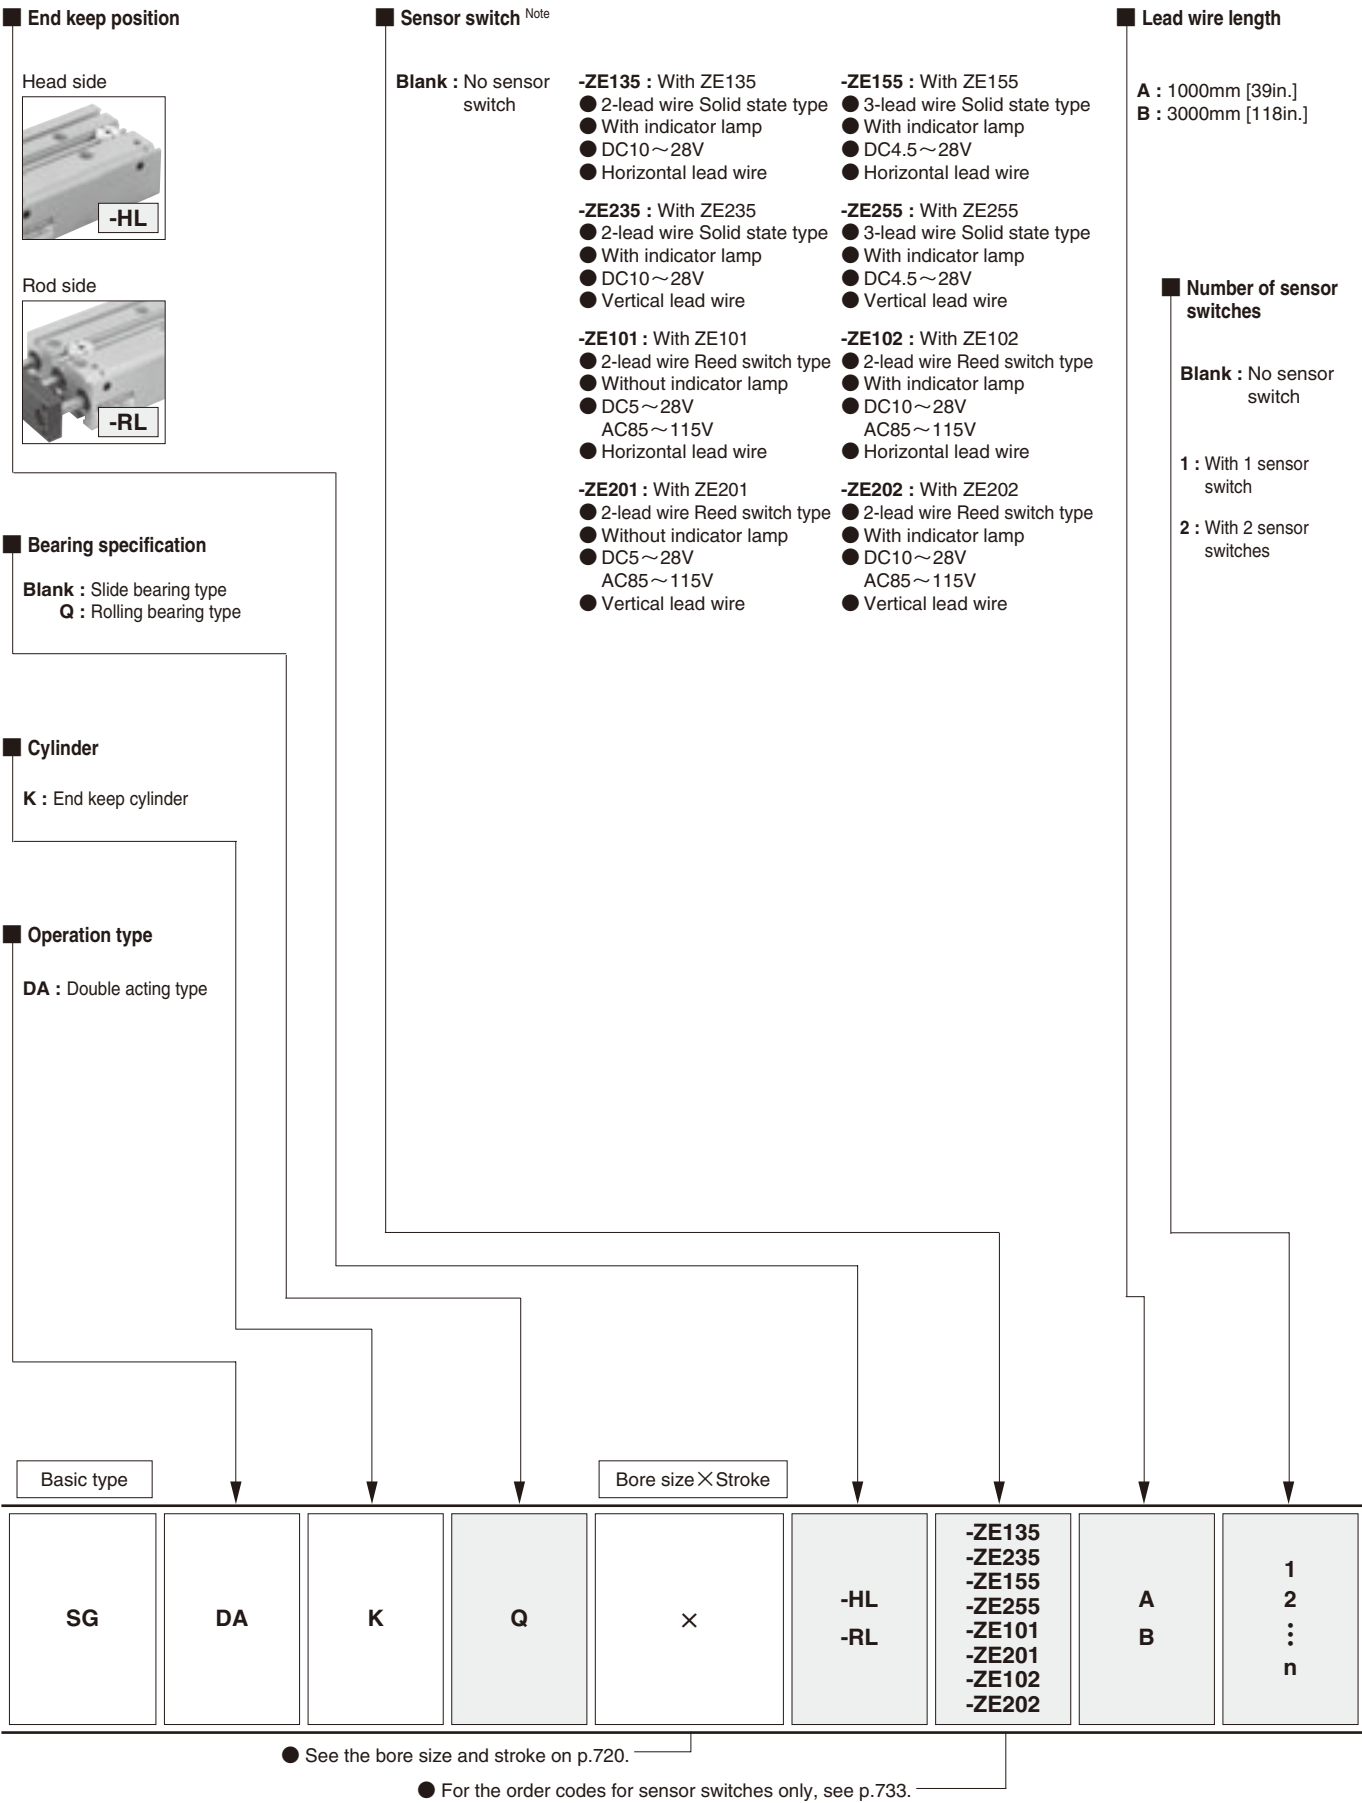 ■ End keep position
Head side
-HL
Rod side
-RL
■ Bearing specification
Blank : Slide bearing type
Q : Rolling bearing type
■ Cylinder
K : End keep cylinder
■ Operation type
DA : Double acting type
■ Sensor switch Note
Blank : No sensor
switch
-ZE135 : With ZE135
● 2-lead wire Solid state type
● With indicator lamp
● DC10～28V
● Horizontal lead wire
-ZE155 : With ZE155
● 3-lead wire Solid state type
● With indicator lamp
● DC4.5～28V
● Horizontal lead wire
-ZE235 : With ZE235
● 2-lead wire Solid state type
● With indicator lamp
● DC10～28V
● Vertical lead wire
-ZE255 : With ZE255
● 3-lead wire Solid state type
● With indicator lamp
● DC4.5～28V
● Vertical lead wire
-ZE101 : With ZE101
● 2-lead wire Reed switch type
● Without indicator lamp
● DC5～28V
AC85～115V
● Horizontal lead wire
-ZE102 : With ZE102
● 2-lead wire Reed switch type
● With indicator lamp
● DC10～28V
AC85～115V
● Horizontal lead wire
-ZE201 : With ZE201
● 2-lead wire Reed switch type
● Without indicator lamp
● DC5～28V
AC85～115V
● Vertical lead wire
-ZE202 : With ZE202
● 2-lead wire Reed switch type
● With indicator lamp
● DC10～28V
AC85～115V
● Vertical lead wire
■ Lead wire length
A : 1000mm [39in.]
B : 3000mm [118in.]
■ Number of sensor
switches
Blank : No sensor
switch
1 : With 1 sensor
switch
2 : With 2 sensor
switches
Basic type
Bore size×Stroke
SG
DA
K
Q
×
-HL
-RL
-ZE135
-ZE235
-ZE155
-ZE255
-ZE101
-ZE201
-ZE102
-ZE202
A
B
1
2
⋮
n
● See the bore size and stroke on p.720.
● For the order codes for sensor switches only, see p.733.